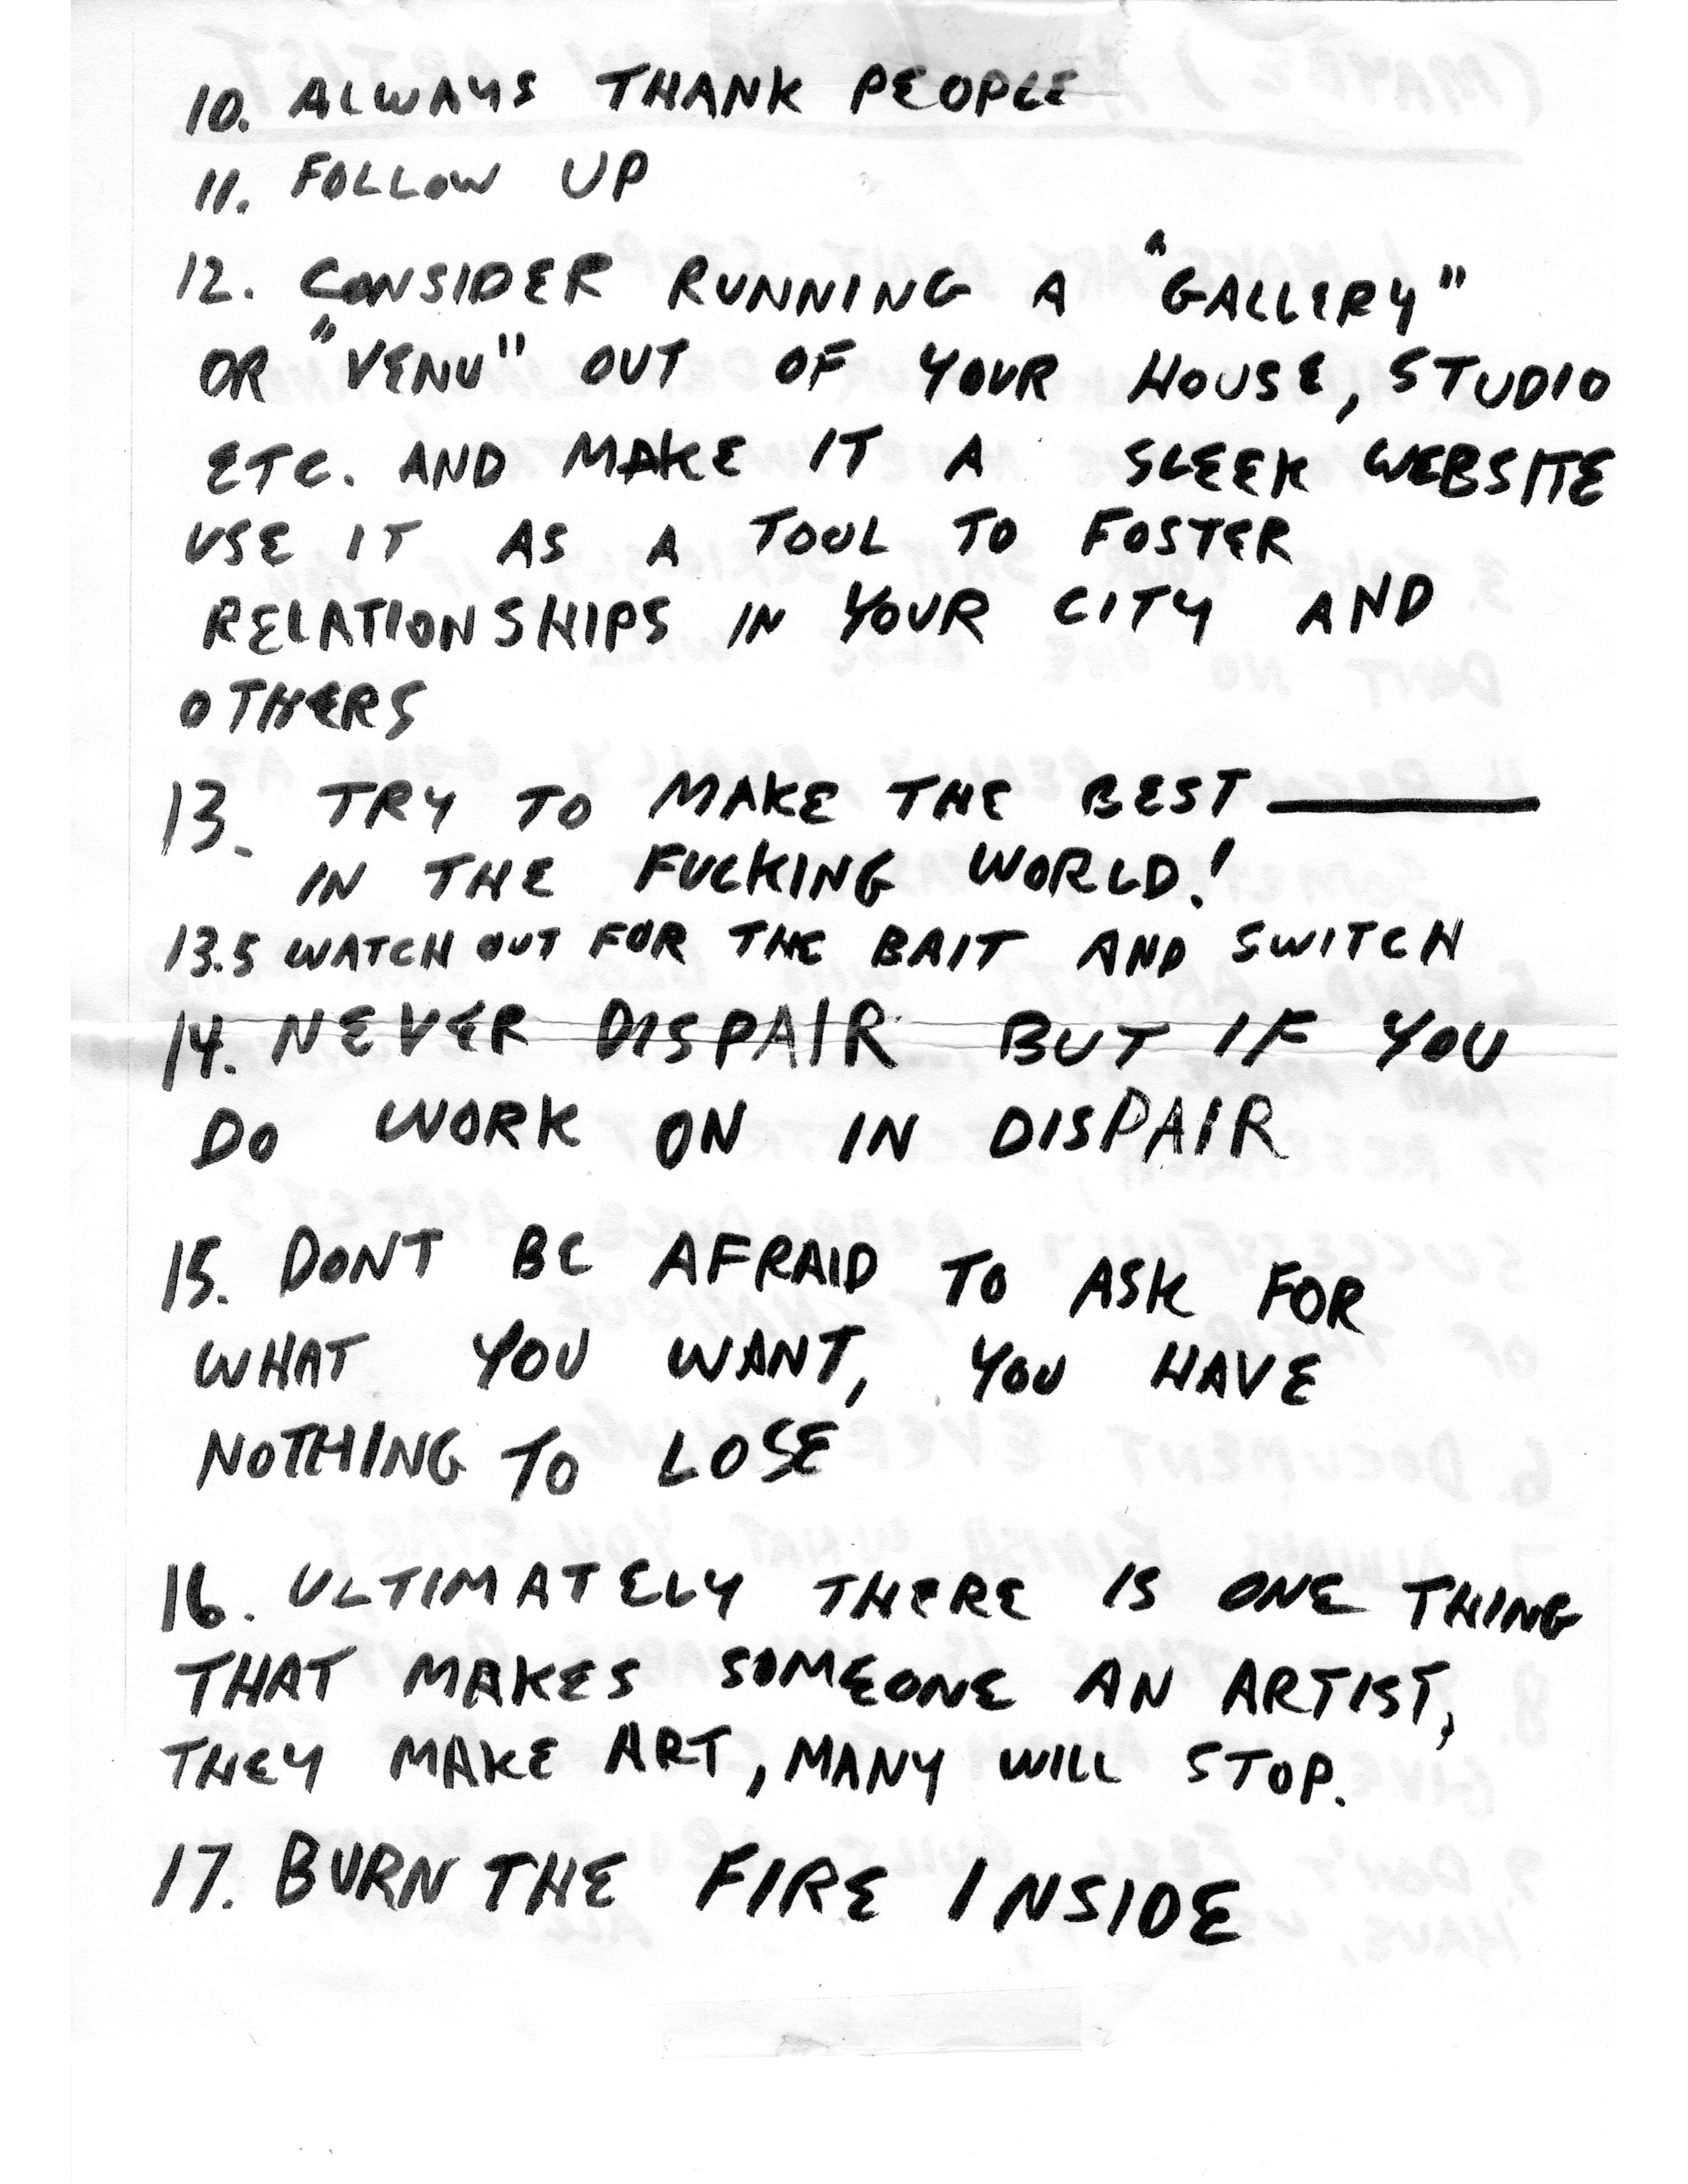 10. ALWAYS THANK PEOPLE
11. FOLLOW UP
12. CONSIDER RUNNING A "GALLERY"
OR "VENU" OUT OF YOUR HOUSE, STUDIO
ETC. AND MAKE IT A SLEEK WEBSITE
USE IT AS A TOOL TO FOSTER
RELATIONSHIPS IN YOUR CITY AND
OTHERS
13. TRY TO MAKE THE BEST ———
IN THE FUCKING WORLD!
13.5 WATCH OUT FOR THE BAIT AND SWITCH
14. NEVER DISPAIR BUT IF YOU
DO WORK ON IN DISPAIR
15. DONT BE AFRAID TO ASK FOR
WHAT YOU WANT, YOU HAVE
NOTHING TO LOSE
16. ULTIMATELY THERE IS ONE THING
THAT MAKES SOMEONE AN ARTIST,
THEY MAKE ART, MANY WILL STOP.
17. BURN THE FIRE INSIDE